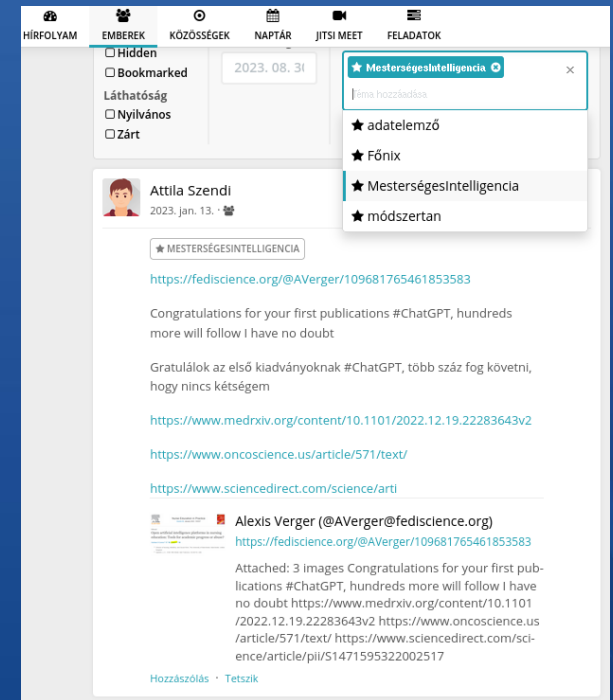 HÍRFOLYAM EMBEREK KÖZÖSSÉGEK NAPTÁR JITSI MEET FELADATOK
Hidden
Bookmarked
Láthatóság
Nyilvános
Zárt
2023. 08. 3
MesterségesIntelligencia
Téma hozzáadása
adatelemző
Főnix
MesterségesIntelligencia
módszertan
Attila Szendi
2023. jan. 13. ·
MESTERSÉGESINTELLIGENCIA
https://fediscience.org/@AVerger/109681765461853583
Congratulations for your first publications #ChatGPT, hundreds
more will follow I have no doubt
Gratulálok az első kiadványoknak #ChatGPT, több száz fog követni,
hogy nincs kétségem
https://www.medrxiv.org/content/10.1101/2022.12.19.22283643v2
https://www.oncoscience.us/article/571/text/
https://www.sciencedirect.com/science/arti
Alexis Verger (@AVerger@fediscience.org)
https://fediscience.org/@AVerger/109681765461853583
Attached: 3 images Congratulations for your first pub-
lications #ChatGPT, hundreds more will follow I have
no doubt https://www.medrxiv.org/content/10.1101
/2022.12.19.22283643v2 https://www.oncoscience.us
/article/571/text/ https://www.sciencedirect.com/sci-
ence/article/pii/S1471595322002517
Hozzászólás · Tetszik